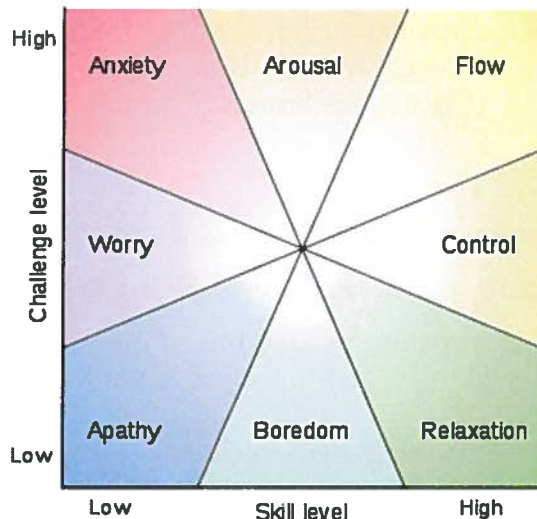 High
Anxiety Arousal Flow
Challenge level
Worry Control
Apathy Boredom Relaxation
Low
Low Skill level High